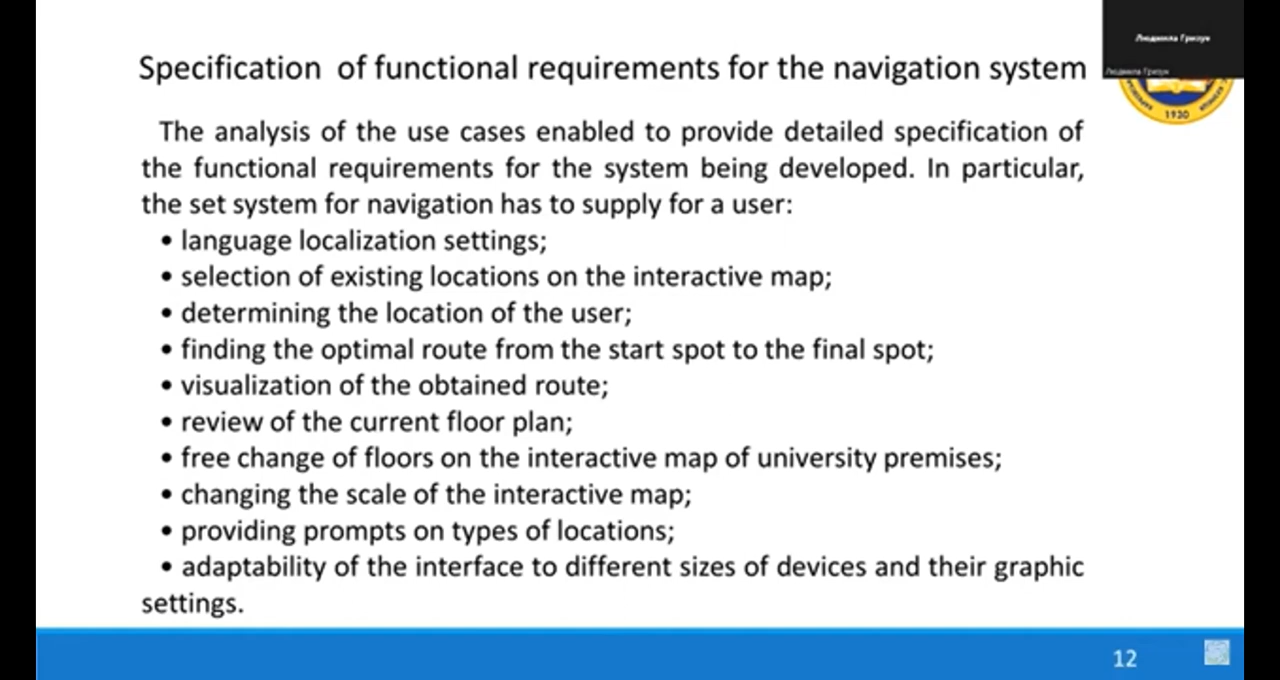 Specification of functional requirements for the navigation system
Людмила Гризун
Людмила Гризун
1930
The analysis of the use cases enabled to provide detailed specification of
the functional requirements for the system being developed. In particular,
the set system for navigation has to supply for a user:
• language localization settings;
• selection of existing locations on the interactive map;
• determining the location of the user;
• finding the optimal route from the start spot to the final spot;
• visualization of the obtained route;
• review of the current floor plan;
• free change of floors on the interactive map of university premises;
• changing the scale of the interactive map;
• providing prompts on types of locations;
• adaptability of the interface to different sizes of devices and their graphic
settings.
12